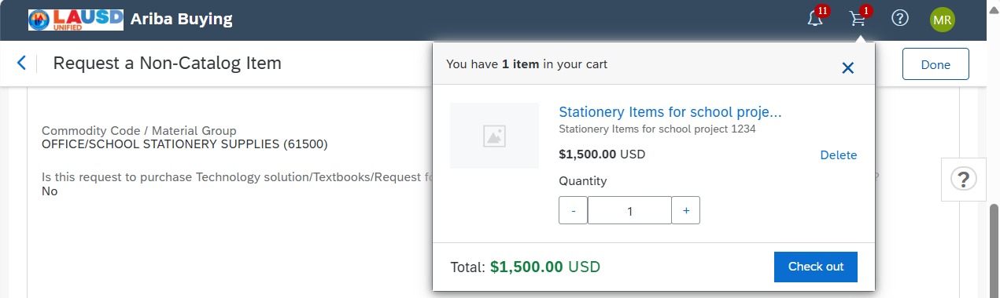 LAUSD
UNIFIED
Ariba Buying
11
1
?
MR
Request a Non-Catalog Item
Done
You have 1 item in your cart
Commodity Code / Material Group
OFFICE/SCHOOL STATIONERY SUPPLIES (61500)
Is this request to purchase Technology solution/Textbooks/Request
?
No
Stationery Items for school proje...
Stationery Items for school project 1234
$1,500.00 USD
Delete
Quantity
- 1 +
Total: $1,500.00 USD
Check out
?